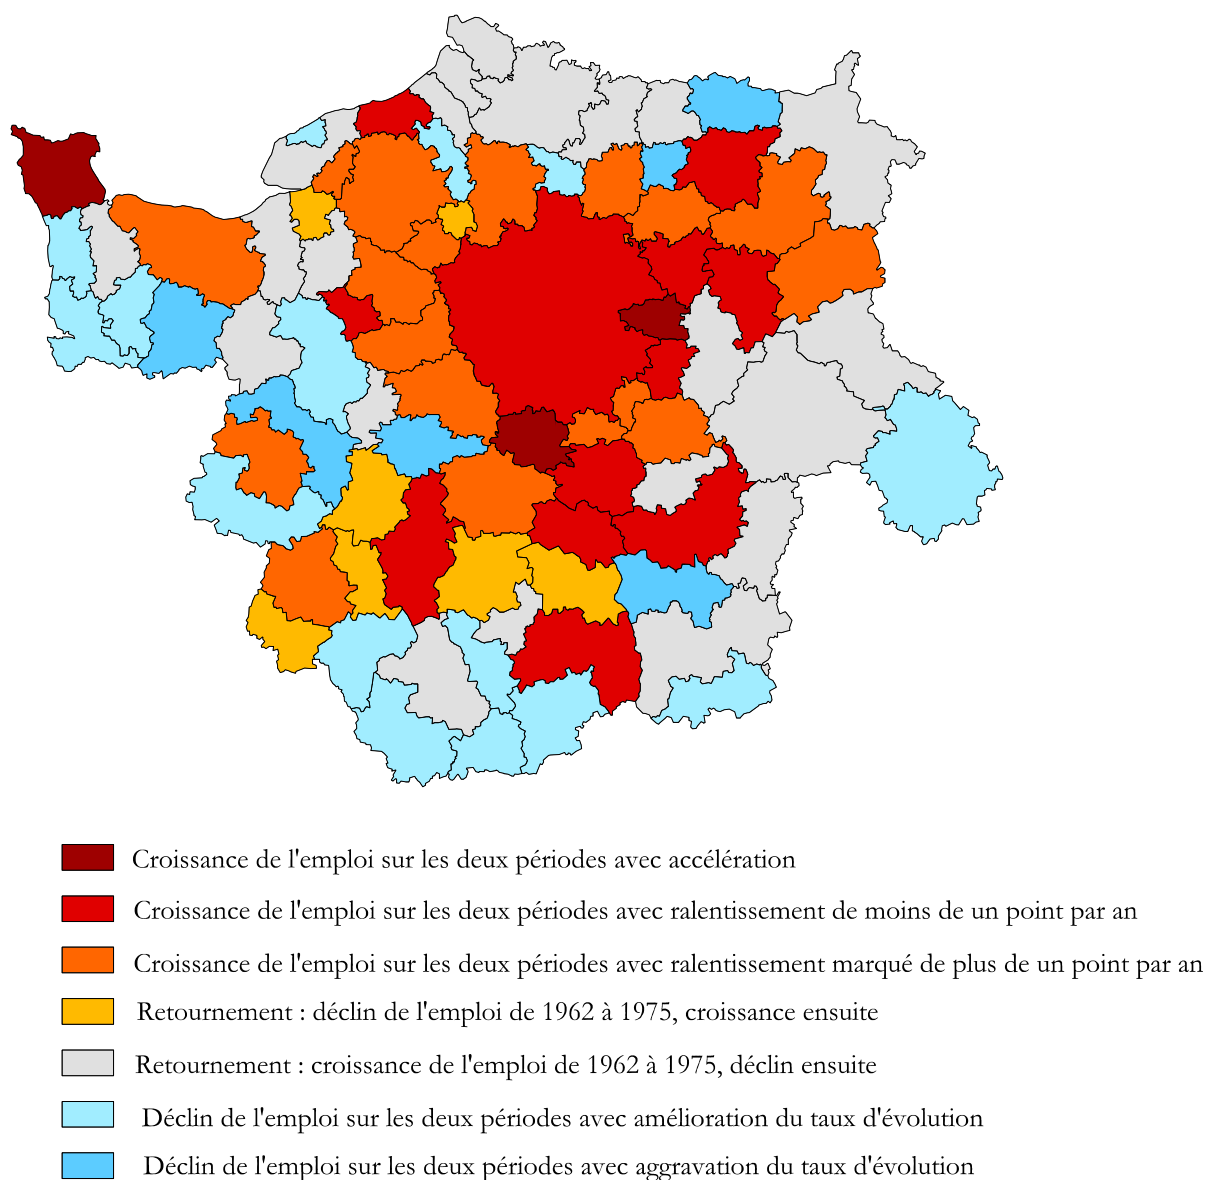 Croissance de l'emploi sur les deux périodes avec accélération
Croissance de l'emploi sur les deux périodes avec ralentissement de moins de un point par an
Croissance de l'emploi sur les deux périodes avec ralentissement marqué de plus de un point par an
Retournement : déclin de l'emploi de 1962 à 1975, croissance ensuite
Retournement : croissance de l'emploi de 1962 à 1975, déclin ensuite
Déclin de l'emploi sur les deux périodes avec amélioration du taux d'évolution
Déclin de l'emploi sur les deux périodes avec aggravation du taux d'évolution